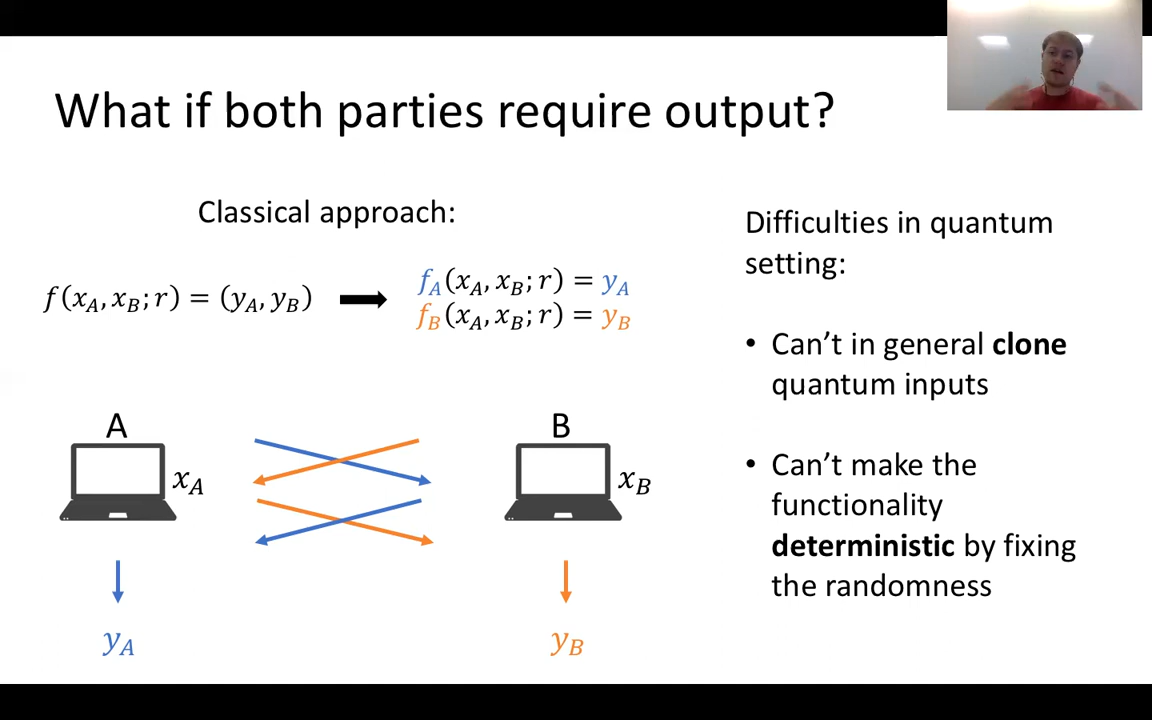 What if both parties require output?
Classical approach:
f(x_A, x_B; r) = (y_A, y_B)
f_A(x_A, x_B; r) = y_A
f_B(x_A, x_B; r) = y_B
A
x_A
B
x_B
y_A
y_B
Difficulties in quantum
setting:
• Can’t in general clone
quantum inputs
• Can’t make the
functionality
deterministic by fixing
the randomness